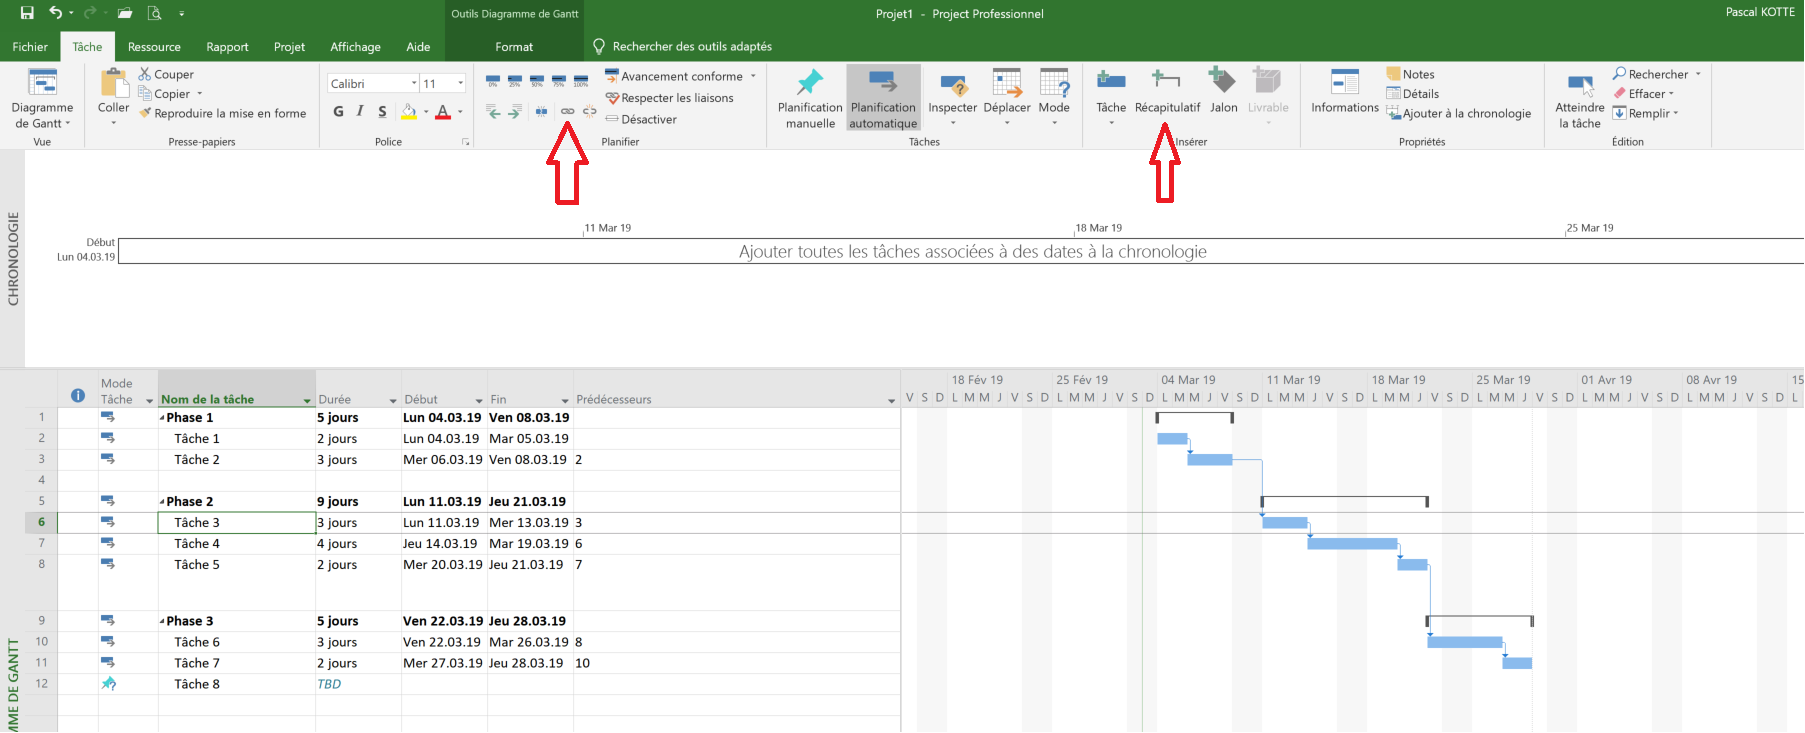 Outils Diagramme de Gantt
Projet1 - Project Professionnel
Pascal KOTTE
Fichier Tâche Ressource Rapport Projet Affichage Aide Format Rechercher des outils adaptés
Diagramme de Gantt
Vue
Coller
Couper
Copier
Reproduire la mise en forme
Presse-papiers
Calibri 11
G I S A
Police
0% 25% 50% 75% 100%
Avancement conforme
Respecter les liaisons
Désactiver
Planifier
Planification manuelle
Planification automatique
Inspecter Déplacer Mode
Tâches
Tâche Récapitulatif Jalon Livrable
Insérer
Informations
Notes
Détails
Ajouter à la chronologie
Propriétés
Atteindre la tâche
Rechercher
Effacer
Remplir
Édition
CHRONOLOGIE
11 Mar 19 18 Mar 19 25 Mar 19
Début
Lun 04.03.19
Ajouter toutes les tâches associées à des dates à la chronologie
Mode Tâche Nom de la tâche Durée Début Fin Prédécesseurs
18 Fév 19 25 Fév 19 04 Mar 19 11 Mar 19 18 Mar 19 25 Mar 19 01 Avr 19 08 Avr 19 15
V S D L M M J V S D L M M J V S D L M M J V S D L M M J V S D L M M J V S D L M M J V S D L M M J V S D L M M J V S D L
1 Phase 1 5 jours Lun 04.03.19 Ven 08.03.19
2 Tâche 1 2 jours Lun 04.03.19 Mar 05.03.19
3 Tâche 2 3 jours Mer 06.03.19 Ven 08.03.19 2
4
5 Phase 2 9 jours Lun 11.03.19 Jeu 21.03.19
6 Tâche 3 3 jours Lun 11.03.19 Mer 13.03.19 3
7 Tâche 4 4 jours Jeu 14.03.19 Mar 19.03.19 6
8 Tâche 5 2 jours Mer 20.03.19 Jeu 21.03.19 7
9 Phase 3 5 jours Ven 22.03.19 Jeu 28.03.19
10 Tâche 6 3 jours Ven 22.03.19 Mar 26.03.19 8
11 Tâche 7 2 jours Mer 27.03.19 Jeu 28.03.19 10
12 Tâche 8 TBD
MME DE GANTT